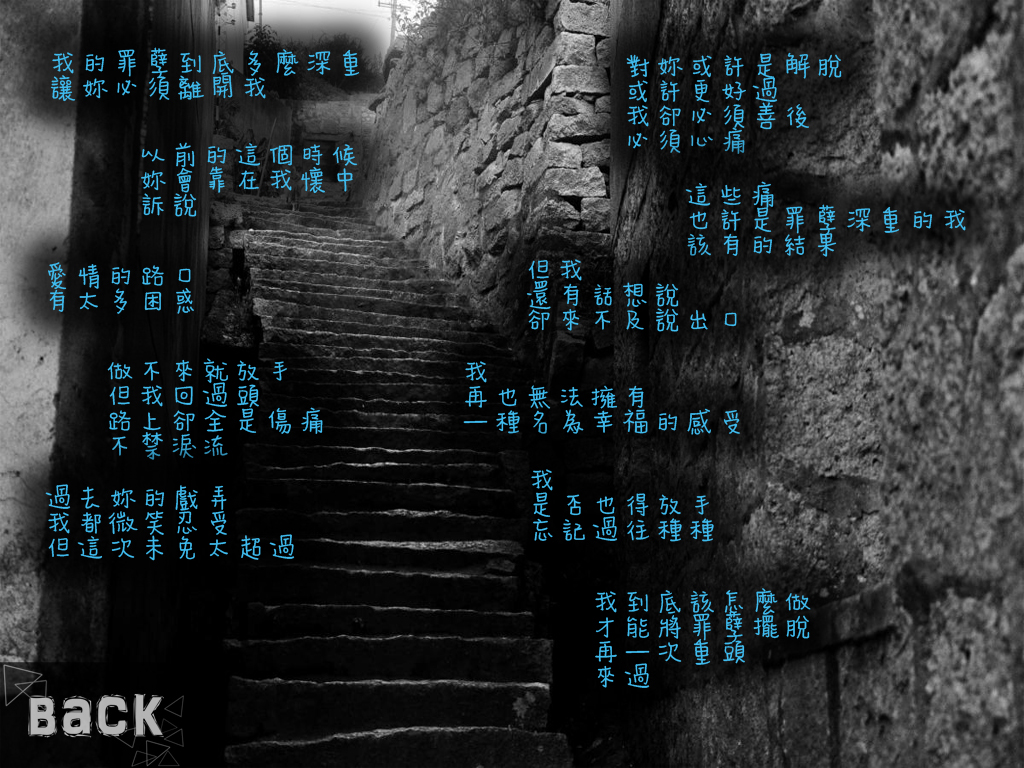 我的罪孽到底多麼深重
讓妳必須離開我
以前的這個時候
妳會靠在我懷中
訴說
愛情的路口
有太多困惑
做不來就放手
但我回過頭
路上卻全是傷痛
不禁淚流
過去妳的戲弄
我都微笑忍受
但這次未免太超過
對妳或許是解脫
或許更好過
我卻必須善後
必須心痛
這些痛
也許是罪孽深重的我
該有的結果
但我
還有話想說
卻來不及說出口
我
再也無法擁有
一種名為幸福的感受
我
是否也得放手
忘記過往種種
我到底該怎麼做
才能將罪孽擺脫
再一次重頭
來過
BaCK